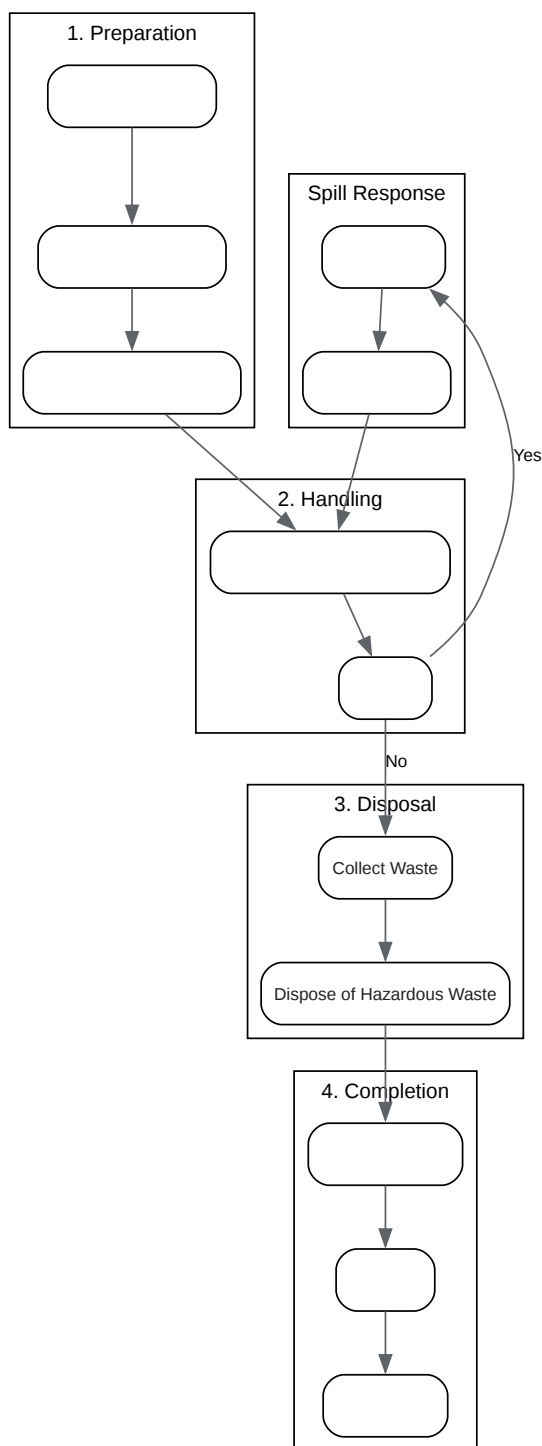 1. Preparation
Spill Response
Yes
2. Handling
No
3. Disposal
Collect Waste
Dispose of Hazardous Waste
4. Completion